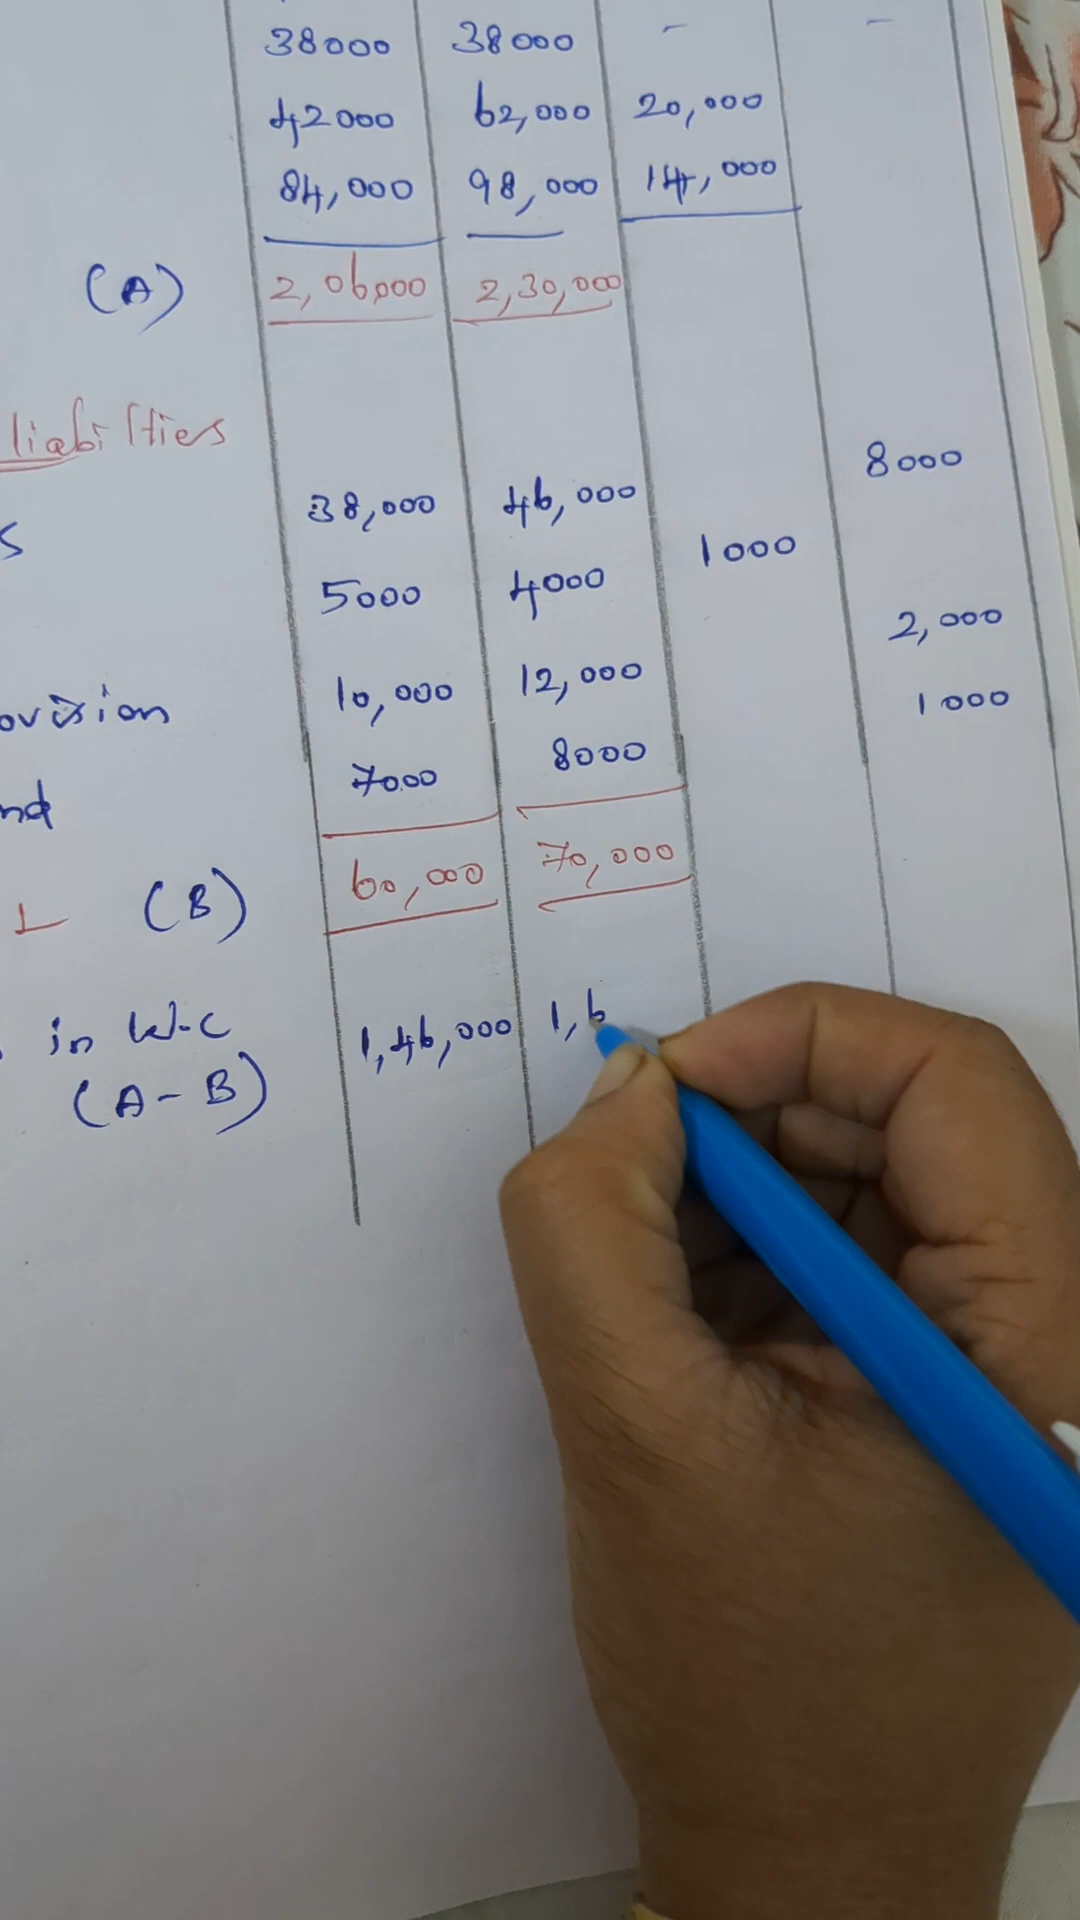 38000 38000 - -
42000 62,000 20,000
84,000 98,000 14,000
(A) 2,06,000 2,30,000
liabilities
38,000 46,000 8000
s
5000 4000 1000
ovision 10,000 12,000 2,000
nd 7000 8000 1000
L (B) 60,000 70,000
in W.C 1,46,000 1,6
(A-B)